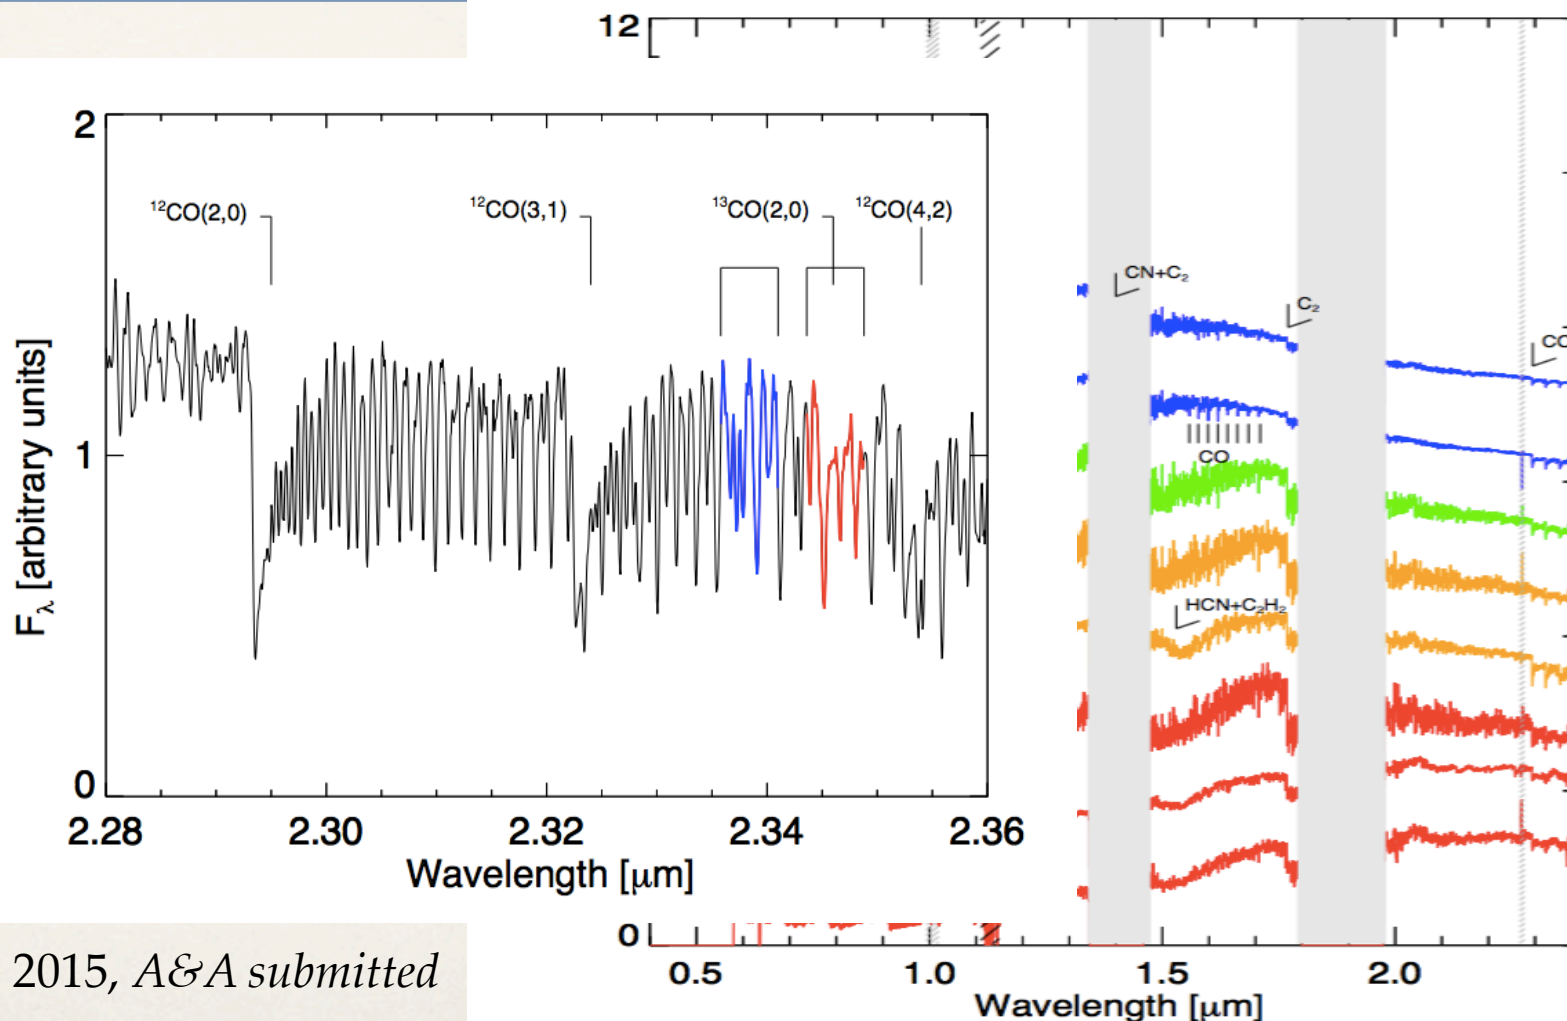 12
2
¹²CO(2,0)
¹²CO(3,1)
¹³CO(2,0)
¹²CO(4,2)
1
0
2.28
2.30
2.32
2.34
2.36
Wavelength [μm]
F_λ [arbitrary units]
CN+C₂
C₂
CO
HCN+C₂H₂
0
0.5
1.0
1.5
2.0
Wavelength [μm]
2015, A&A submitted